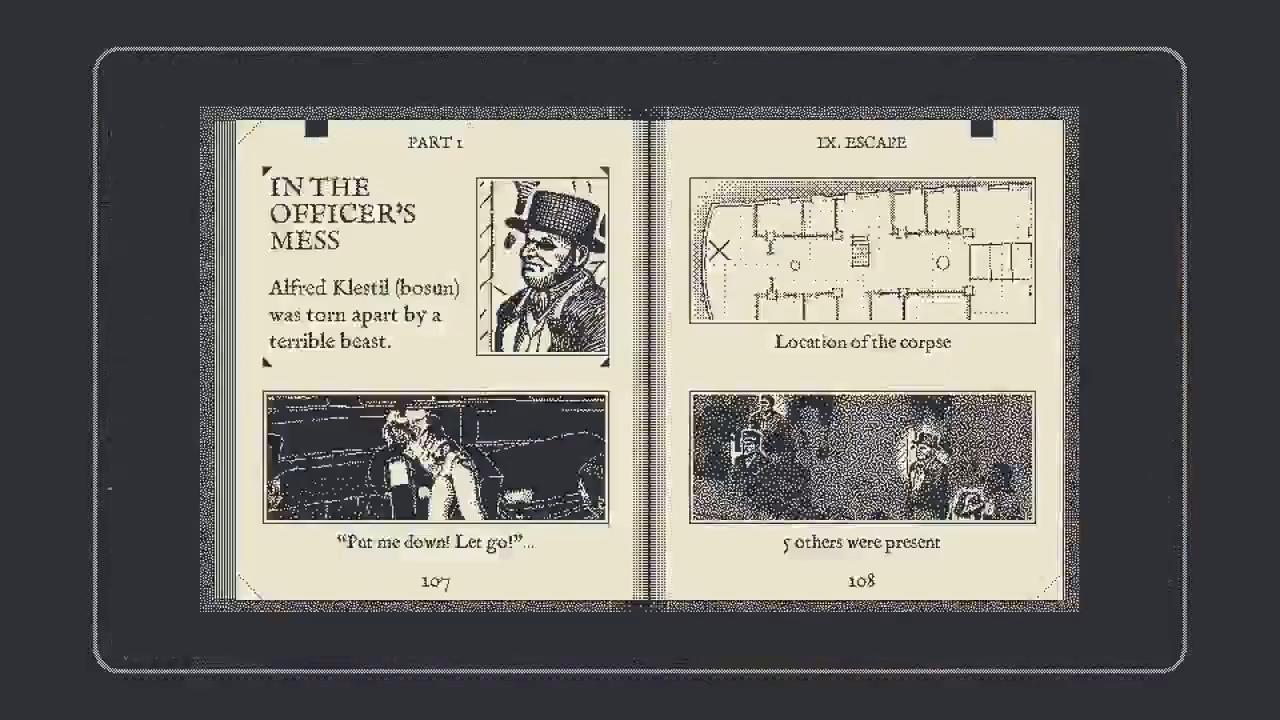 PART 1
IN THE
OFFICER'S
MESS
Alfred Klestil (bosun)
was torn apart by a
terrible beast.
"Put me down! Let go!"...
107
IX. ESCAPE
Location of the corpse
5 others were present
108